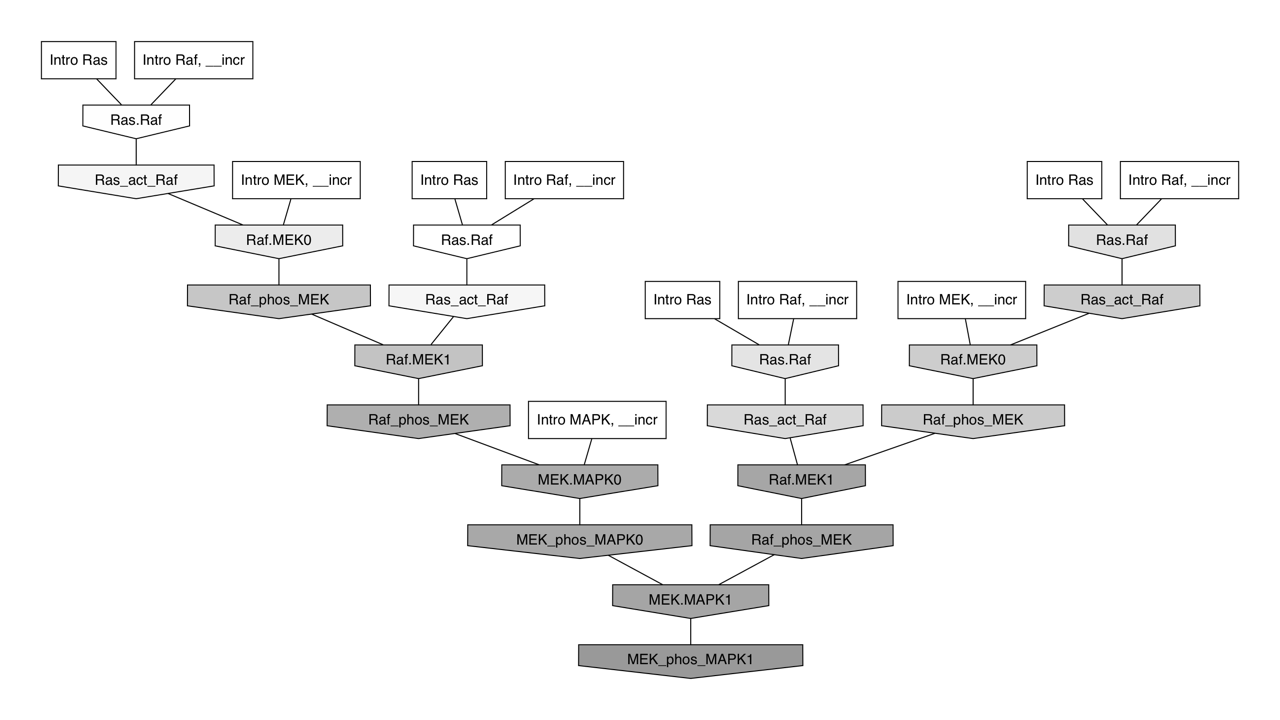 Intro Ras
Intro Raf, __incr
Ras.Raf
Ras_act_Raf
Intro MEK, __incr
Intro Ras
Intro Raf, __incr
Intro Ras
Intro Raf, __incr
Raf.MEK0
Ras.Raf
Ras.Raf
Raf_phos_MEK
Ras_act_Raf
Intro Ras
Intro Raf, __incr
Intro MEK, __incr
Ras_act_Raf
Raf.MEK1
Ras.Raf
Raf.MEK0
Raf_phos_MEK
Intro MAPK, __incr
Ras_act_Raf
Raf_phos_MEK
MEK.MAPK0
Raf.MEK1
MEK_phos_MAPK0
Raf_phos_MEK
MEK.MAPK1
MEK_phos_MAPK1